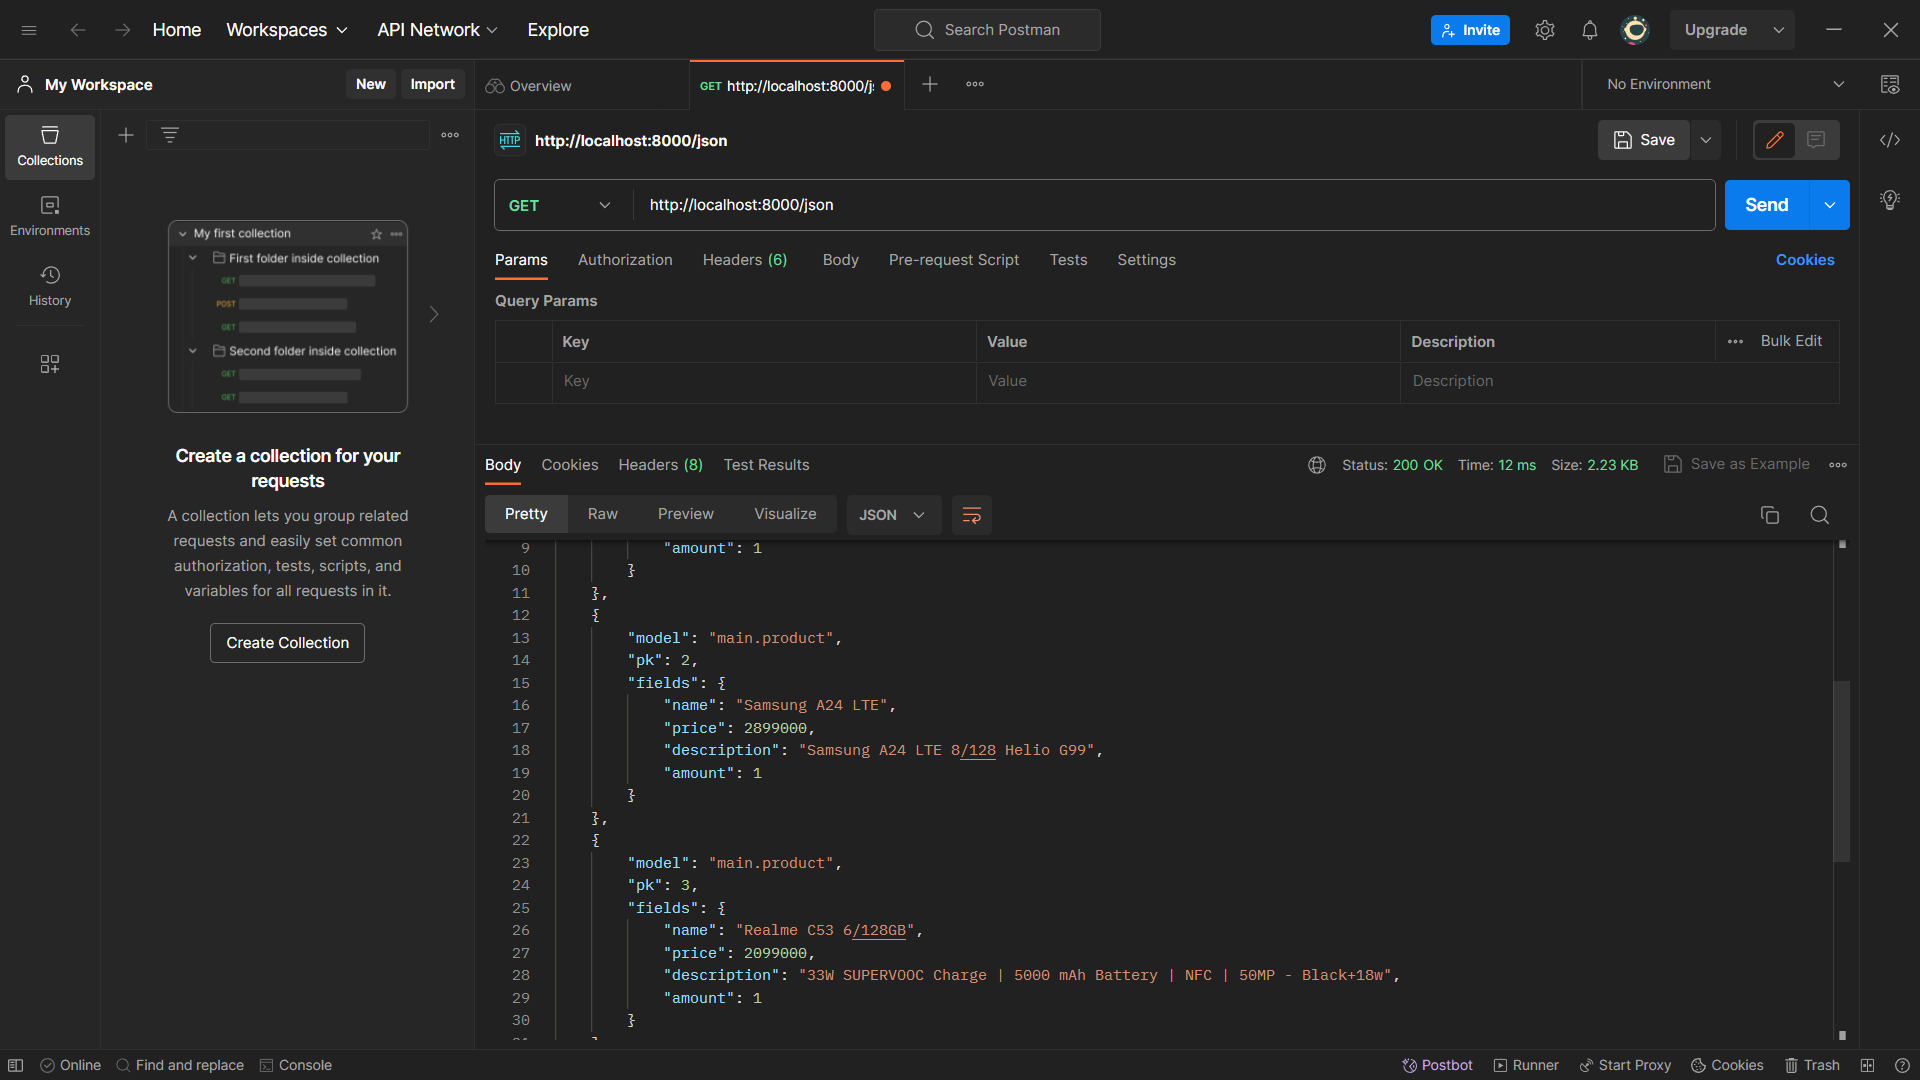 Home Workspaces API Network Explore Search Postman Invite Upgrade
My Workspace New Import Overview GET http://localhost:8000/j No Environment
Collections
Environments
History
My first collection
First folder inside collection
GET
POST
GET
Second folder inside collection
GET
GET
Create a collection for your
requests
A collection lets you group related
requests and easily set common
authorization, tests, scripts, and
variables for all requests in it.
Create Collection
HTTP http://localhost:8000/json Save
GET http://localhost:8000/json Send
Params Authorization Headers (6) Body Pre-request Script Tests Settings Cookies
Query Params
Key Value Description Bulk Edit
Key Value Description
Body Cookies Headers (8) Test Results Status: 200 OK Time: 12 ms Size: 2.23 KB Save as Example
Pretty Raw Preview Visualize JSON
9 "amount": 1
10 }
11 },
12 {
13 "model": "main.product",
14 "pk": 2,
15 "fields": {
16 "name": "Samsung A24 LTE",
17 "price": 2899000,
18 "description": "Samsung A24 LTE 8/128 Helio G99",
19 "amount": 1
20 }
21 },
22 {
23 "model": "main.product",
24 "pk": 3,
25 "fields": {
26 "name": "Realme C53 6/128GB",
27 "price": 2099000,
28 "description": "33W SUPERVOOC Charge | 5000 mAh Battery | NFC | 50MP - Black+18w",
29 "amount": 1
30 }
Online Find and replace Console Postbot Runner Start Proxy Cookies Trash